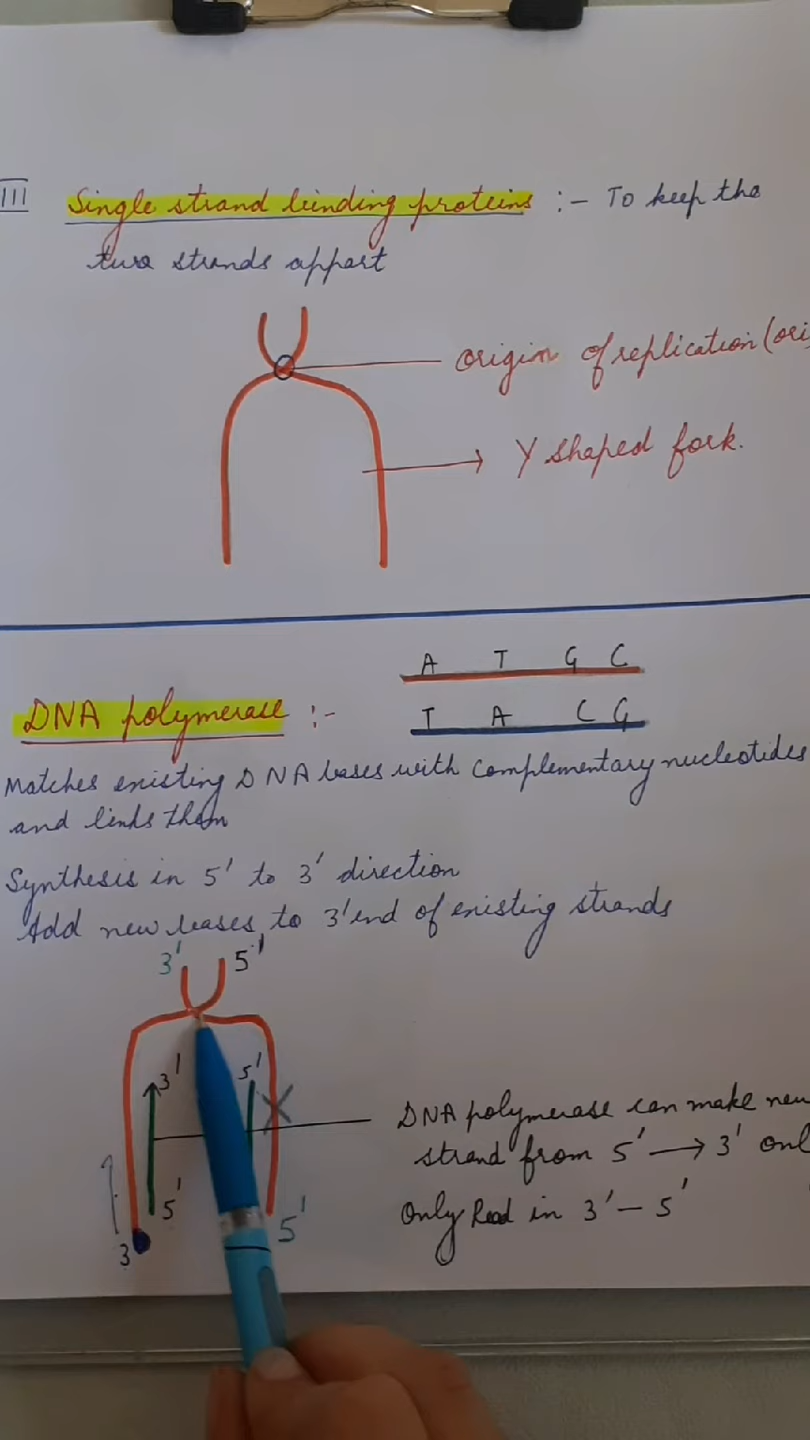 III Single strand binding proteins :- To keep the
two strands appart
origin of replication (ori
Y shaped fork.
A T G C
DNA polymerase :-
T A C G
Matches existing DNA bases with complementary nucleotides
and links them
Synthesis in 5' to 3' direction
Add new bases to 3' end of existing strands
3' 5'
3' 5'
X
DNA polymerase can make new
strand from 5' → 3' onl
5' 5'
Only Read in 3' – 5'
3